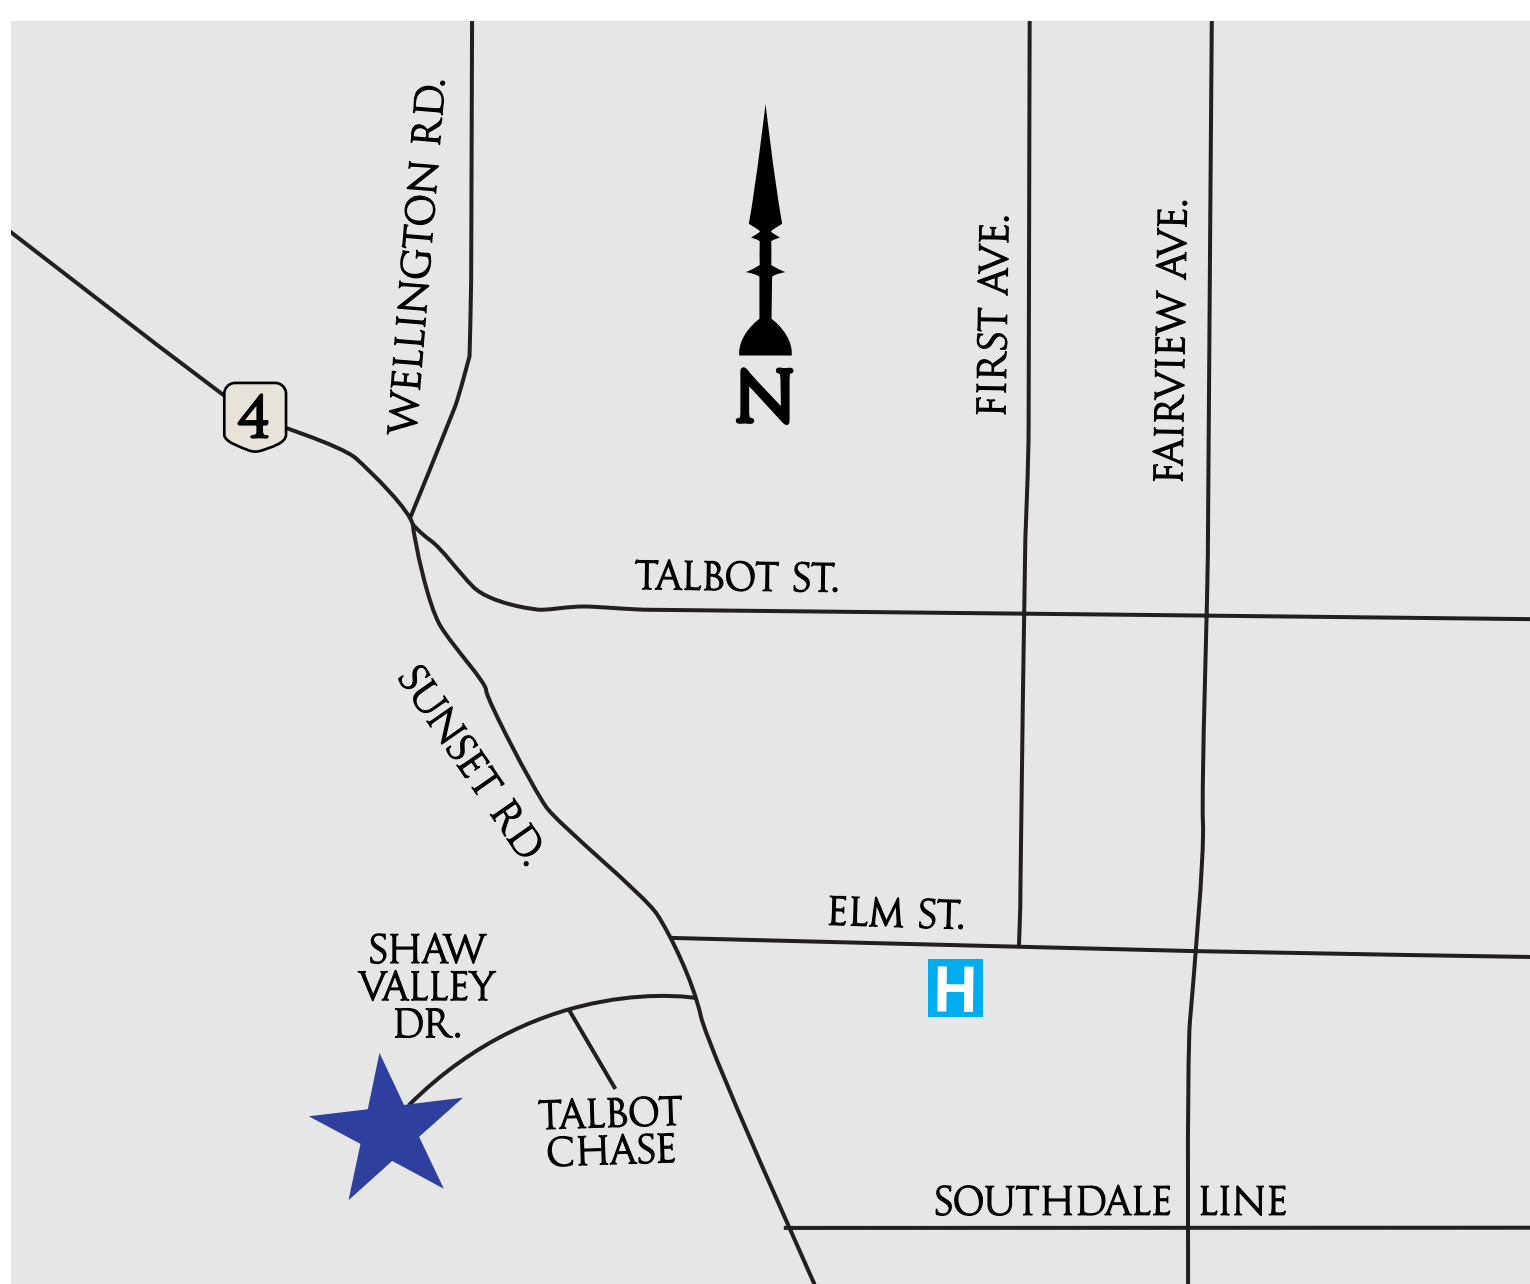 WELLINGTON RD.
FIRST AVE.
FAIRVIEW AVE.
N
4
TALBOT ST.
SUNSET RD.
ELM ST.
SHAW
VALLEY
DR.
H
TALBOT
CHASE
SOUTHDALE LINE